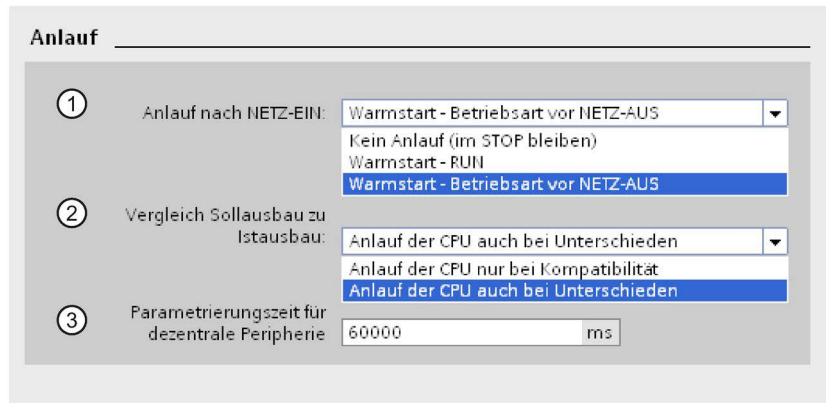 Anlauf
① Anlauf nach NETZ-EIN: Warmstart - Betriebsart vor NETZ-AUS
Kein Anlauf (im STOP bleiben)
Warmstart - RUN
Warmstart - Betriebsart vor NETZ-AUS
② Vergleich Sollausbau zu
Istausbau: Anlauf der CPU auch bei Unterschieden
Anlauf der CPU nur bei Kompatibilität
Anlauf der CPU auch bei Unterschieden
③ Parametrierungszeit für
dezentrale Peripherie 60000 ms